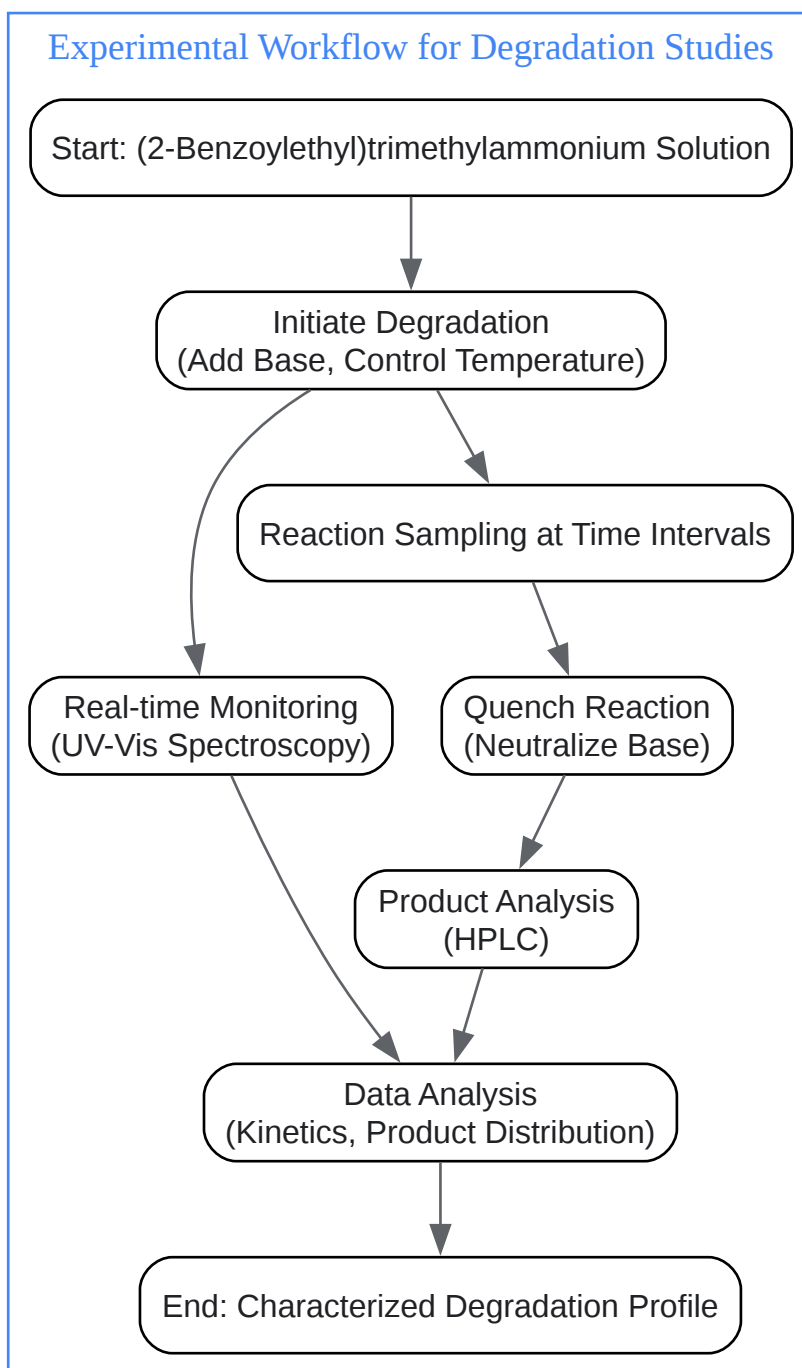 Experimental Workflow for Degradation Studies
Start: (2-Benzoylethyl)trimethylammonium Solution
Initiate Degradation
(Add Base, Control Temperature)
Reaction Sampling at Time Intervals
Real-time Monitoring
(UV-Vis Spectroscopy)
Quench Reaction
(Neutralize Base)
Product Analysis
(HPLC)
Data Analysis
(Kinetics, Product Distribution)
End: Characterized Degradation Profile